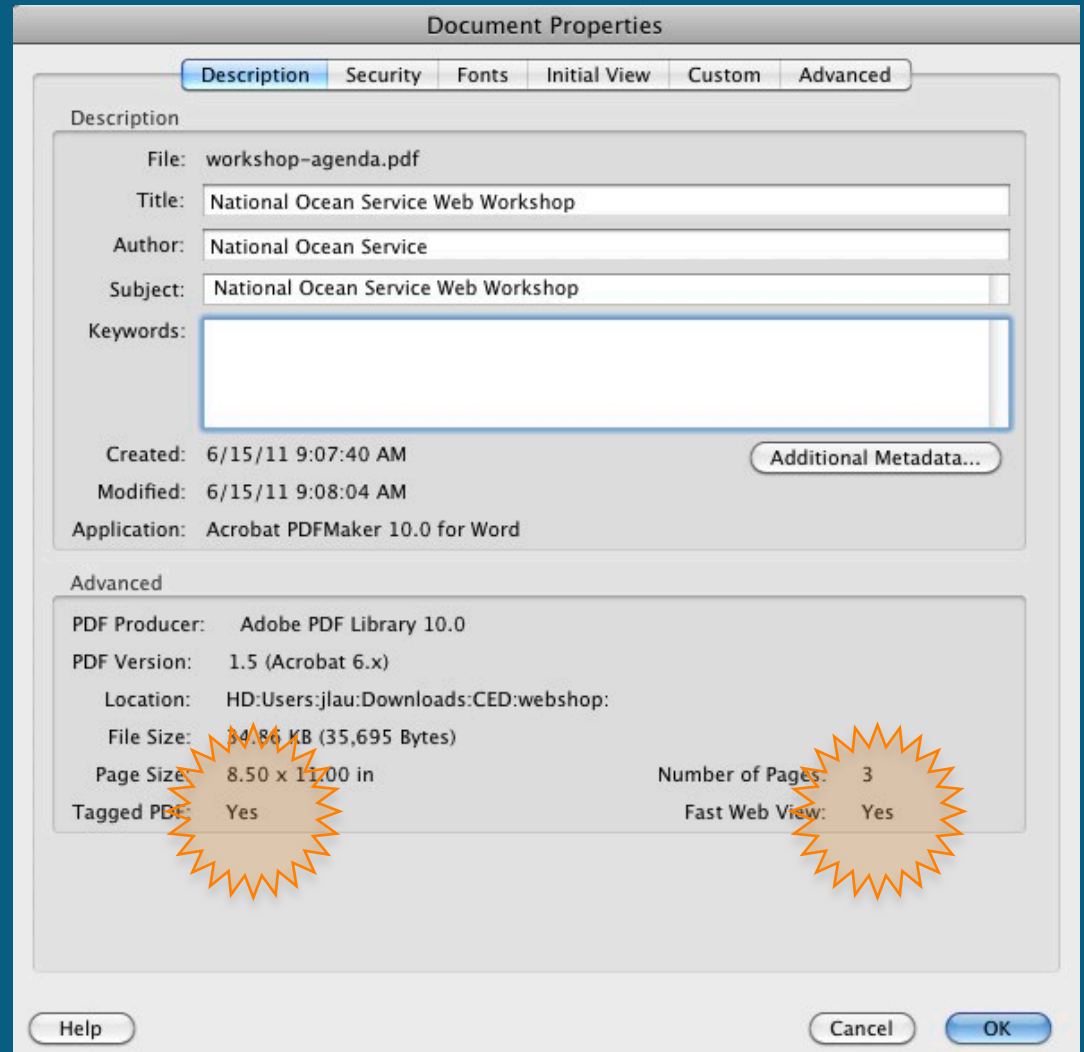 Document Properties
Description Security Fonts Initial View Custom Advanced
Description
File: workshop-agenda.pdf
Title: National Ocean Service Web Workshop
Author: National Ocean Service
Subject: National Ocean Service Web Workshop
Keywords:
Created: 6/15/11 9:07:40 AM
Additional Metadata...
Modified: 6/15/11 9:08:04 AM
Application: Acrobat PDFMaker 10.0 for Word
Advanced
PDF Producer: Adobe PDF Library 10.0
PDF Version: 1.5 (Acrobat 6.x)
Location: HD:Users:jlau:Downloads:CED:webshop:
File Size: 34.86 KB (35,695 Bytes)
Page Size: 8.50 x 11.00 in Number of Pages: 3
Tagged PDF: Yes Fast Web View: Yes
Help Cancel OK